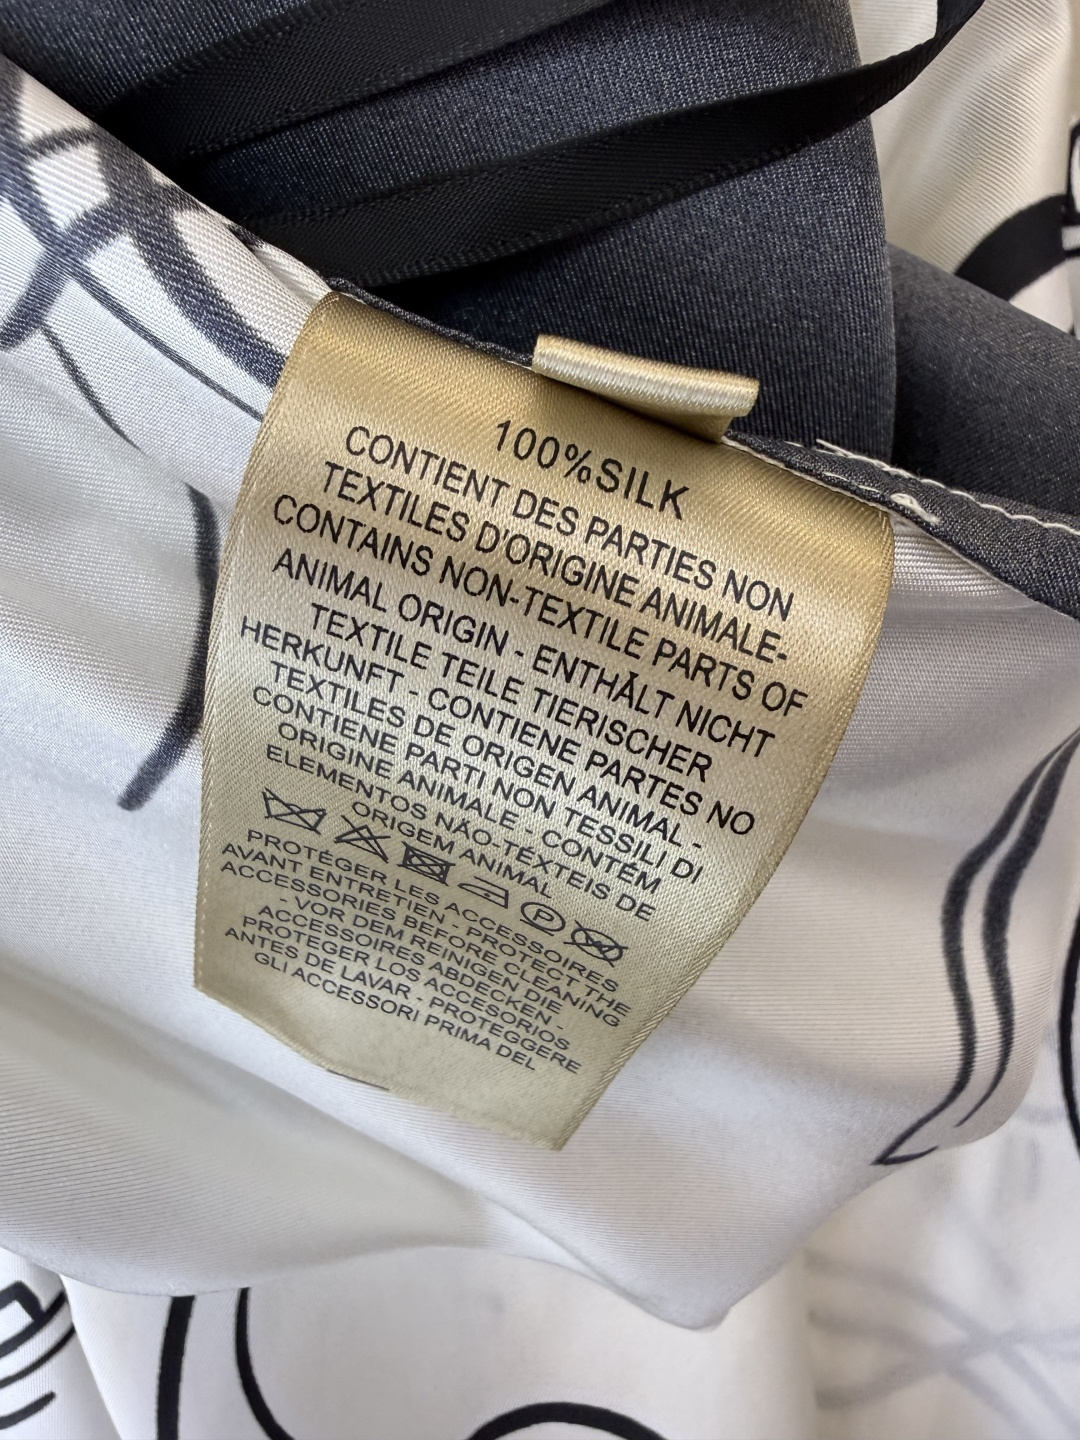 100%SILK
CONTIENT DES PARTIES NON
TEXTILES D'ORIGINE ANIMALE-
CONTAINS NON-TEXTILE PARTS OF
ANIMAL ORIGIN - ENTHÄLT NICHT
TEXTILE TEILE TIERISCHER
HERKUNFT - CONTIENE PARTES NO
TEXTILES DE ORIGEN ANIMAL -
CONTIENE PARTI NON TESSILI DI
ORIGINE ANIMALE - CONTÉM
ELEMENTOS NÃO-TÉXTEIS DE
ORIGEM ANIMAL
P
PROTÉGER LES ACCESSOIRES
AVANT ENTRETIEN - PROTECT THE
ACCESSORIES BEFORE CLEANING
- VOR DEM REINIGEN DIE
ACCESSOIRES ABDECKEN -
PROTEGER LOS ACCESORIOS
ANTES DE LAVAR - PROTEGGERE
GLI ACCESSORI PRIMA DEL